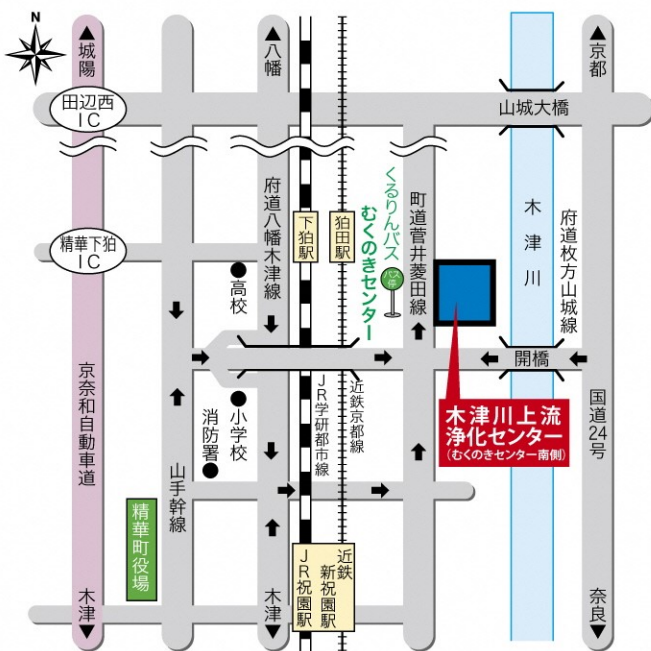 N
城陽
八幡
京都
田辺西
IC
山城大橋
くるりんバス
むくのきセンター
バス停
府道八幡木津線
下狛駅
狛田駅
町道菅井菱田線
木津川
府道枚方山城線
精華下狛
IC
高校
開橋
京奈和自動車道
山手幹線
消防署
小学校
JR学研都市線
近鉄京都線
木津川上流
浄化センター
(むくのきセンター南側)
国道24号
精華町役場
近鉄
新祝園駅
JR祝園駅
木津
木津
奈良